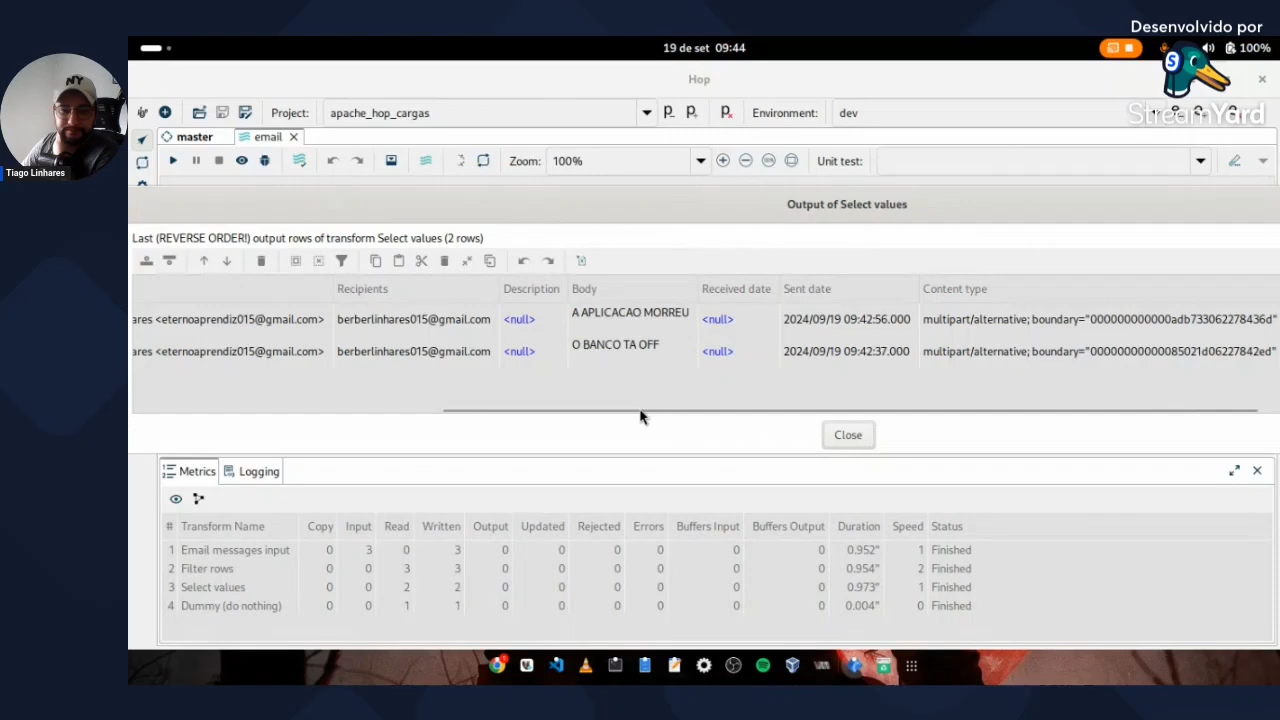 Desenvolvido por
StreamYard
NY
Tiago Linhares
19 de set 09:44
100%
Hop
Project: apache_hop_cargas Environment: dev
master email
Zoom: 100% Unit test:
Output of Select values
Last (REVERSE ORDER!) output rows of transform Select values (2 rows)
Recipients Description Body Received date Sent date Content type
ares <eternoaprendiz015@gmail.com> berberlinhares015@gmail.com <null> A APLICACAO MORREU <null> 2024/09/19 09:42:56.000 multipart/alternative; boundary="000000000000adb733062278436d"
ares <eternoaprendiz015@gmail.com> berberlinhares015@gmail.com <null> O BANCO TA OFF <null> 2024/09/19 09:42:37.000 multipart/alternative; boundary="00000000000085021d06227842ed"
Close
Metrics Logging
# Transform Name Copy Input Read Written Output Updated Rejected Errors Buffers Input Buffers Output Duration Speed Status
1 Email messages input 0 3 0 3 0 0 0 0 0 0 0.952" 1 Finished
2 Filter rows 0 0 3 3 0 0 0 0 0 0 0.954" 2 Finished
3 Select values 0 0 2 2 0 0 0 0 0 0 0.973" 1 Finished
4 Dummy (do nothing) 0 0 1 1 0 0 0 0 0 0 0.004" 0 Finished